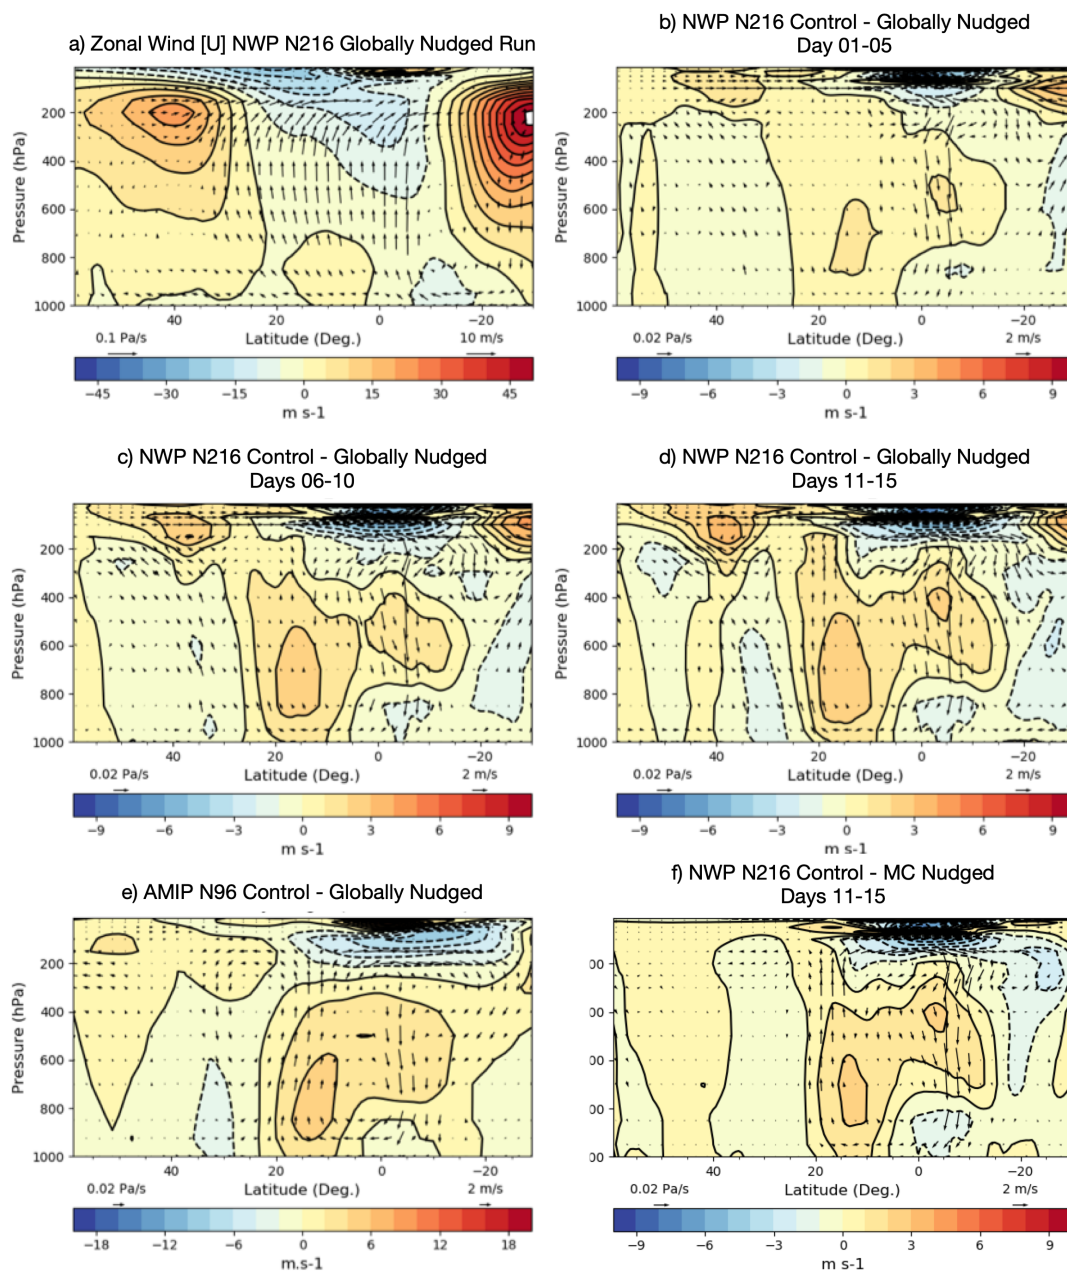 a) Zonal Wind [U] NWP N216 Globally Nudged Run
Pressure (hPa)
200
400
600
800
1000
40
20
0
−20
0.1 Pa/s
Latitude (Deg.)
10 m/s
−45
−30
−15
0
15
30
45
m s-1
b) NWP N216 Control - Globally Nudged
Day 01-05
Pressure (hPa)
200
400
600
800
1000
40
20
0
−20
0.02 Pa/s
Latitude (Deg.)
2 m/s
−9
−6
−3
0
3
6
9
m s-1
c) NWP N216 Control - Globally Nudged
Days 06-10
Pressure (hPa)
200
400
600
800
1000
40
20
0
−20
0.02 Pa/s
Latitude (Deg.)
2 m/s
−9
−6
−3
0
3
6
9
m s-1
d) NWP N216 Control - Globally Nudged
Days 11-15
Pressure (hPa)
200
400
600
800
1000
40
20
0
−20
0.02 Pa/s
Latitude (Deg.)
2 m/s
−9
−6
−3
0
3
6
9
m s-1
e) AMIP N96 Control - Globally Nudged
Pressure (hPa)
200
400
600
800
1000
40
20
0
−20
0.02 Pa/s
Latitude (Deg.)
2 m/s
−18
−12
−6
0
6
12
18
m.s-1
f) NWP N216 Control - MC Nudged
Days 11-15
00
00
00
00
00
40
20
0
−20
0.02 Pa/s
Latitude (Deg.)
2 m/s
−9
−6
−3
0
3
6
9
m s-1